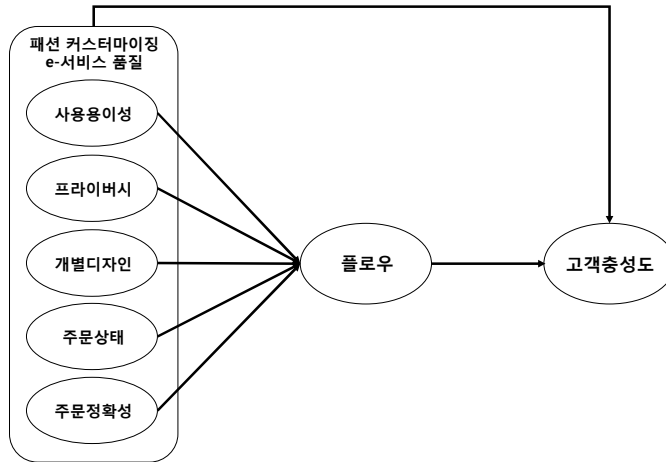 패션 커스터마이징
e-서비스 품질
사용용이성
프라이버시
개별디자인
주문상태
주문정확성
플로우
고객충성도